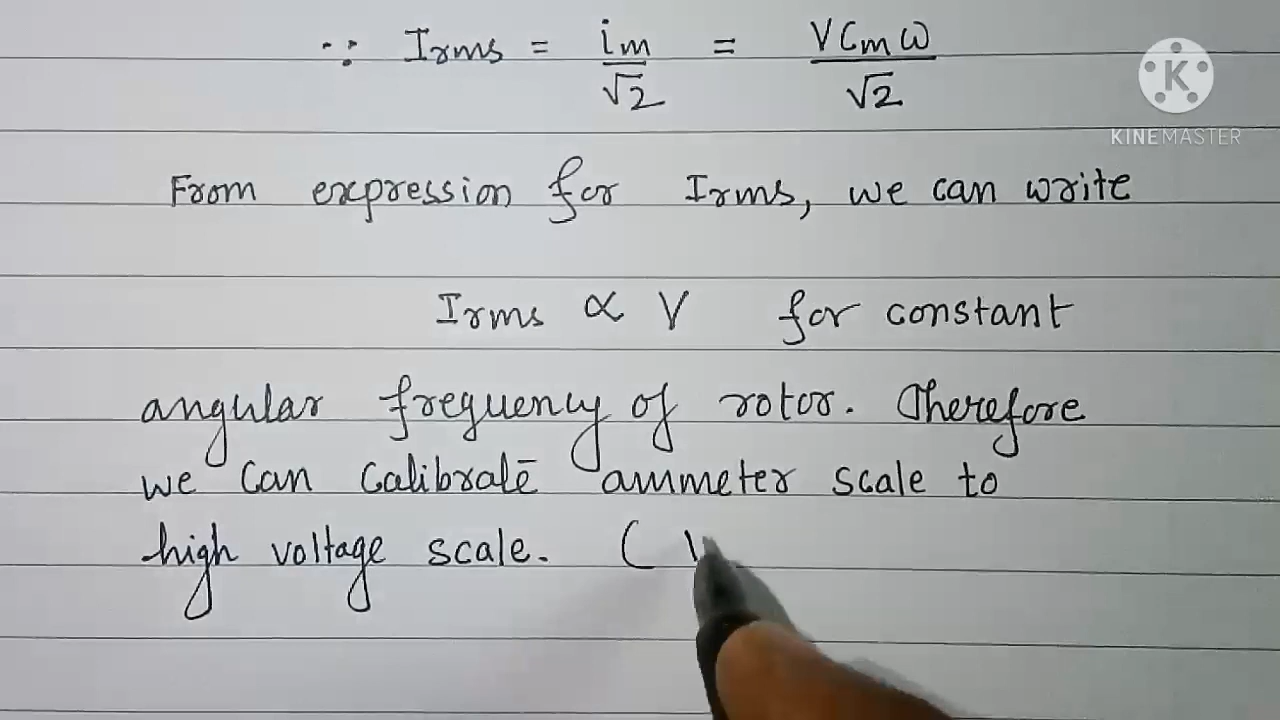 ∵ Irms = im/√2 = VCmω/√2
K
KINEMASTER
From expression for Irms, we can write
Irms ∝ V for constant
angular frequency of rotor. Therefore
we can calibrate ammeter scale to
high voltage scale. (